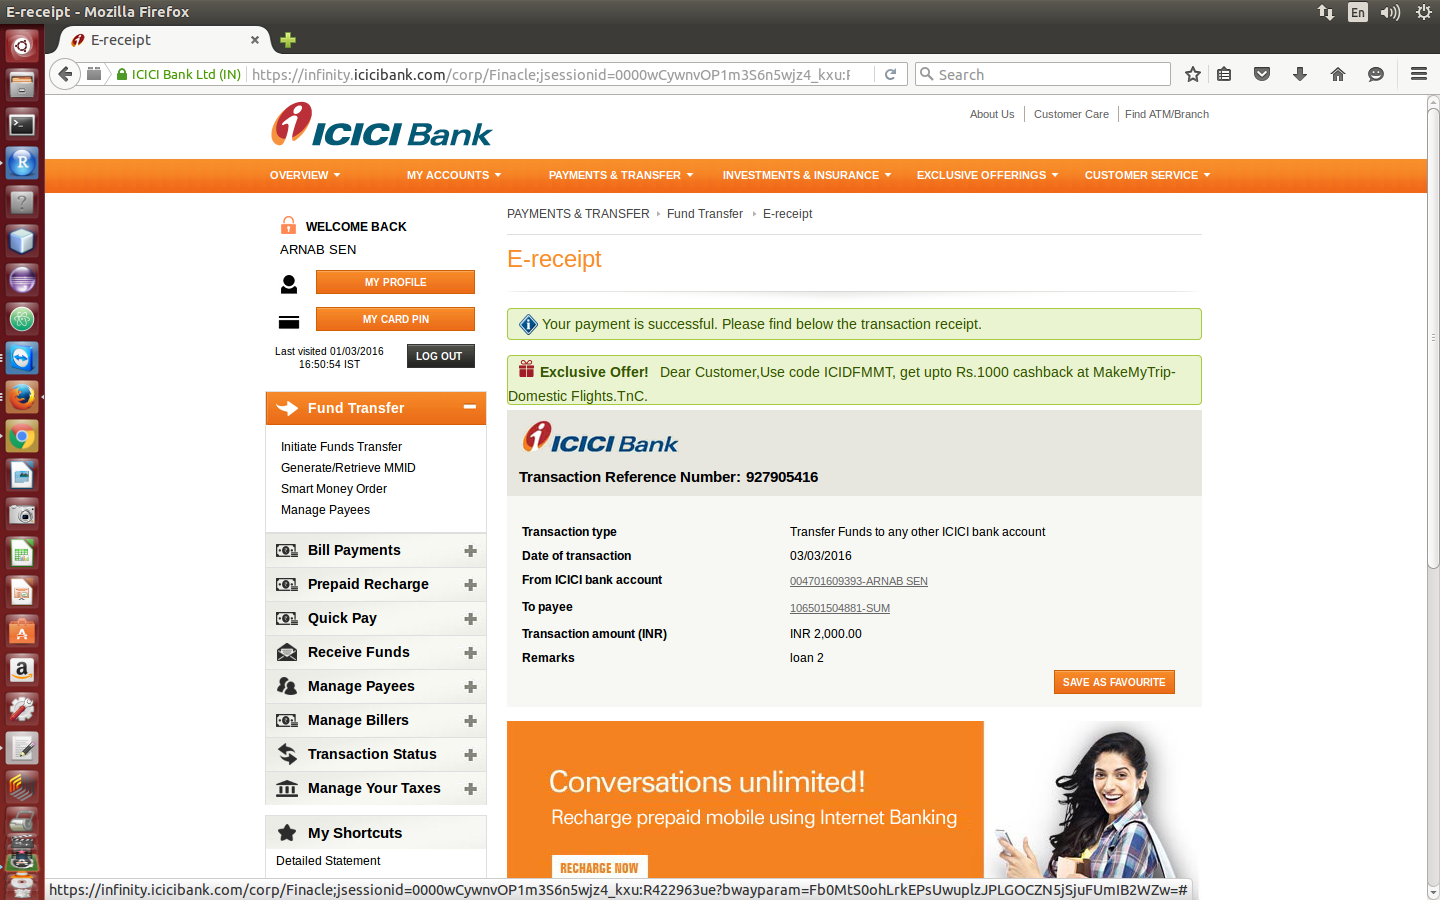 E-receipt - Mozilla Firefox
En
E-receipt
ICICI Bank Ltd (IN)
https://infinity.icicibank.com/corp/Finacle;jsessionid=0000wCywnvOP1m3S6n5wjz4_kxu:F
Search
ICICI Bank
About Us
Customer Care
Find ATM/Branch
OVERVIEW
MY ACCOUNTS
PAYMENTS & TRANSFER
INVESTMENTS & INSURANCE
EXCLUSIVE OFFERINGS
CUSTOMER SERVICE
WELCOME BACK
ARNAB SEN
MY PROFILE
MY CARD PIN
Last visited 01/03/2016
16:50:54 IST
LOG OUT
Fund Transfer
Initiate Funds Transfer
Generate/Retrieve MMID
Smart Money Order
Manage Payees
Bill Payments
Prepaid Recharge
Quick Pay
Receive Funds
Manage Payees
Manage Billers
Transaction Status
Manage Your Taxes
My Shortcuts
Detailed Statement
PAYMENTS & TRANSFER Fund Transfer E-receipt
E-receipt
Your payment is successful. Please find below the transaction receipt.
Exclusive Offer! Dear Customer,Use code ICIDFMMT, get upto Rs.1000 cashback at MakeMyTrip-
Domestic Flights.TnC.
ICICI Bank
Transaction Reference Number: 927905416
Transaction type Transfer Funds to any other ICICI bank account
Date of transaction 03/03/2016
From ICICI bank account 004701609393-ARNAB SEN
To payee 106501504881-SUM
Transaction amount (INR) INR 2,000.00
Remarks loan 2
SAVE AS FAVOURITE
Conversations unlimited!
Recharge prepaid mobile using Internet Banking
RECHARGE NOW
https://infinity.icicibank.com/corp/Finacle;jsessionid=0000wCywnvOP1m3S6n5wjz4_kxu:R422963ue?bwayparam=Fb0MtS0ohLrkEPsUwuplzJPLGOCZN5jSjuFUmIB2WZw=#